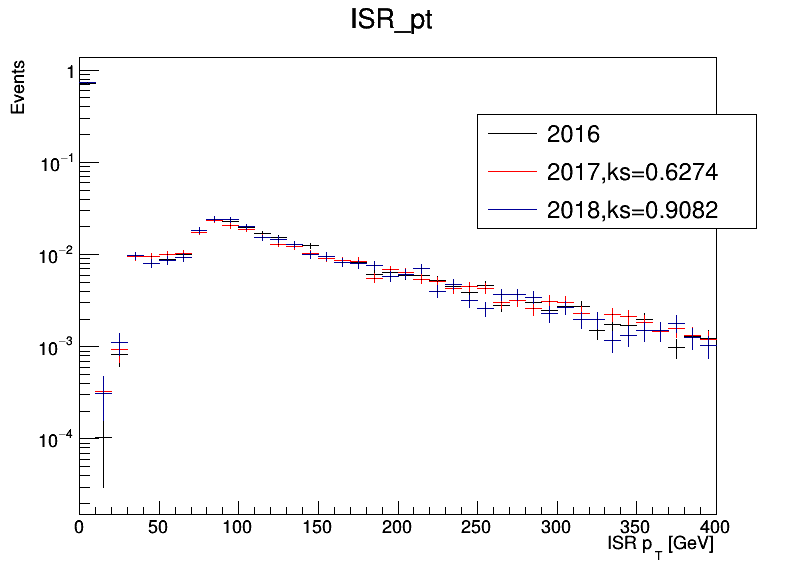 ISR_pt
Events
1
10⁻¹
10⁻²
10⁻³
10⁻⁴
2016
2017,ks=0.6274
2018,ks=0.9082
0 50 100 150 200 250 300 350 400
ISR p_T [GeV]